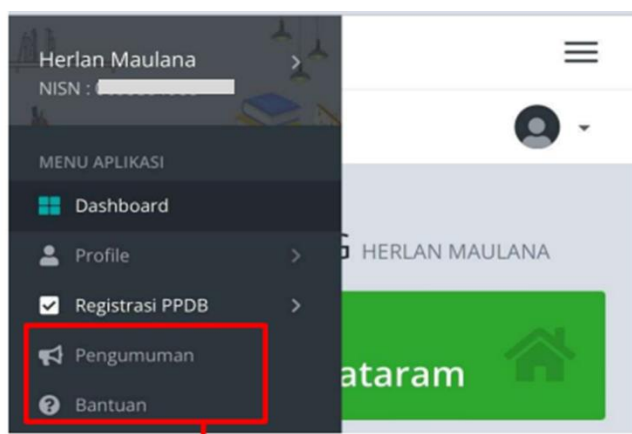 Herlan Maulana
NISN :
MENU APLIKASI
Dashboard
Profile
Registrasi PPDB
Pengumuman
Bantuan
HERLAN MAULANA
ataram